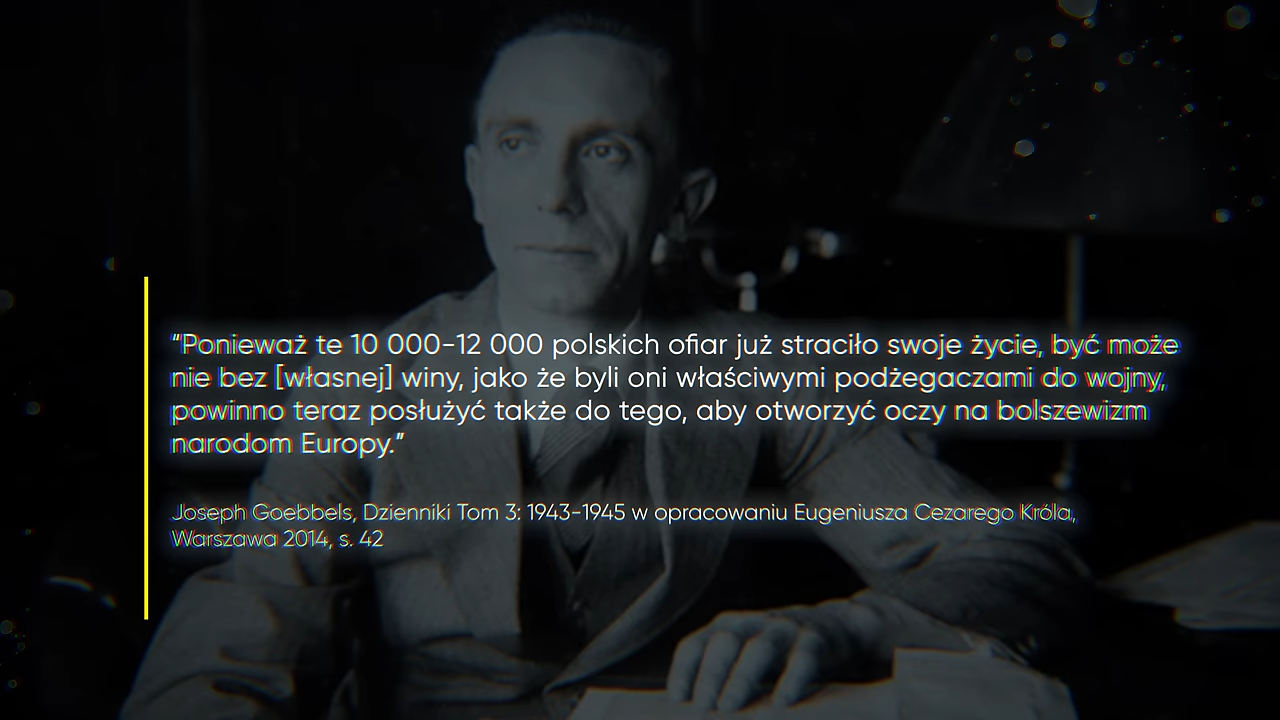 “Ponieważ te 10 000-12 000 polskich ofiar już straciło swoje życie, być może
nie bez [własnej] winy, jako że byli oni właściwymi podżegaczami do wojny,
powinno teraz posłużyć także do tego, aby otworzyć oczy na bolszewizm
narodom Europy.”
Joseph Goebbels, Dzienniki Tom 3: 1943-1945 w opracowaniu Eugeniusza Cezarego Króla,
Warszawa 2014, s. 42